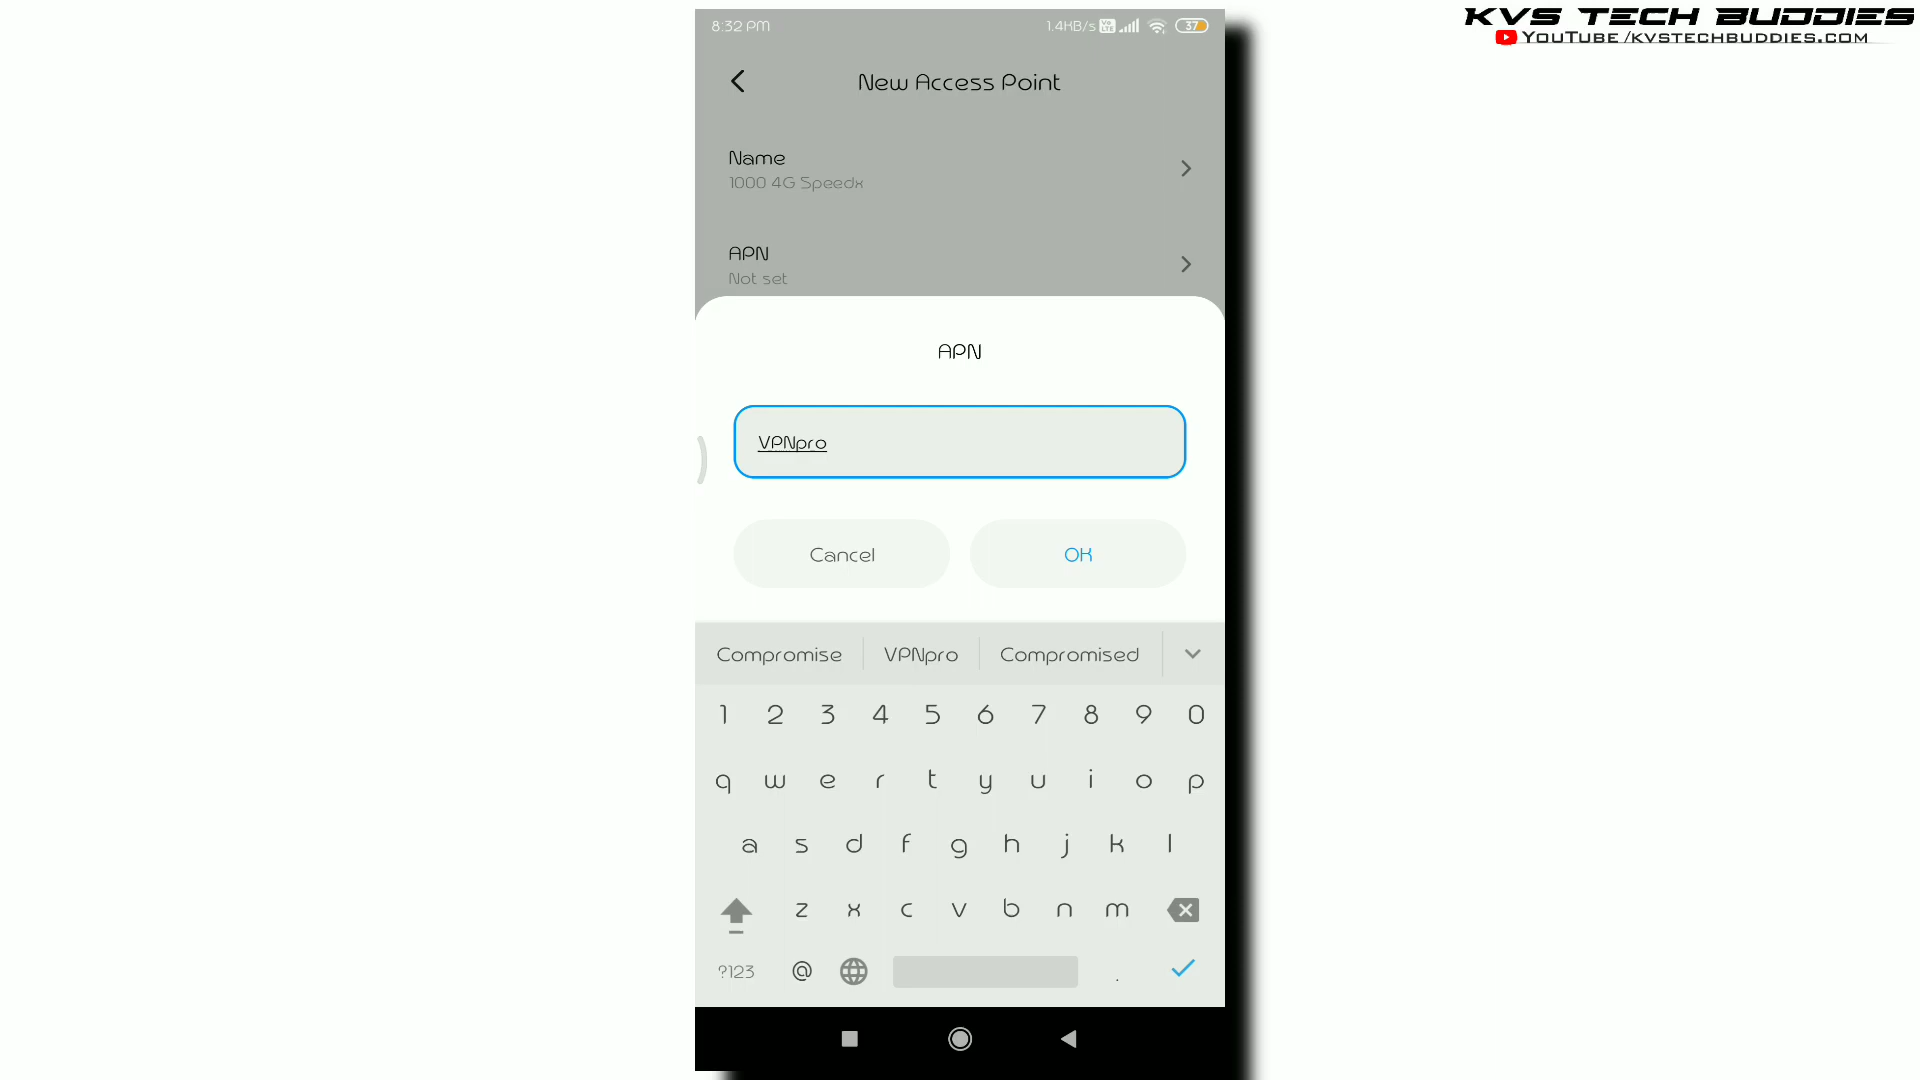 KVS TECH BUDDIES
YouTube /kvstechbuddies.com
8:32 PM 1.4KB/s Vo LTE 37
New Access Point
Name
1000 4G Speedx
APN
Not set
APN
VPNpro
Cancel OK
Compromise VPNpro Compromised
1 2 3 4 5 6 7 8 9 0
q w e r t y u i o p
a s d f g h j k l
z x c v b n m
?123 @ .